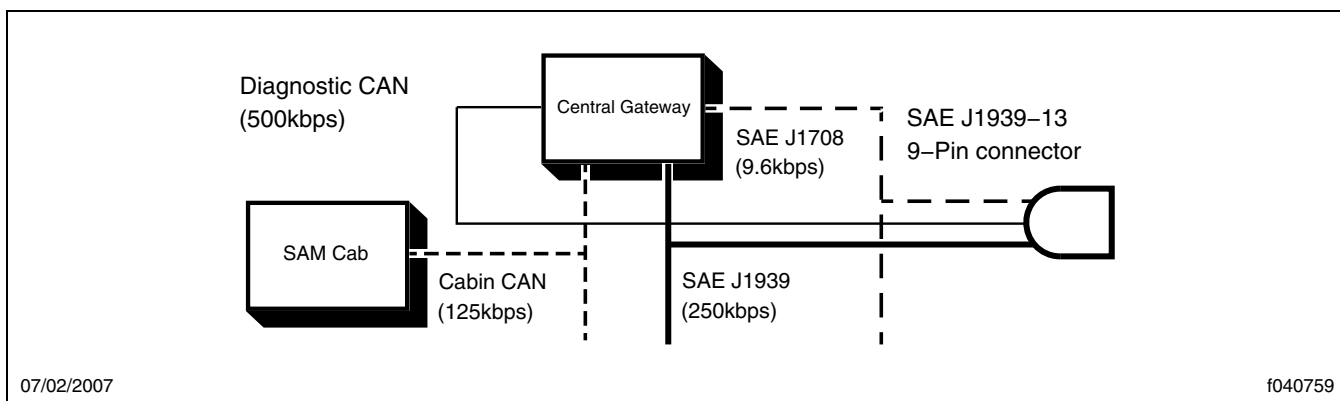 Diagnostic CAN
(500kbps)
Central Gateway
SAE J1708
(9.6kbps)
SAE J1939−13
9−Pin connector
SAM Cab
Cabin CAN
(125kbps)
SAE J1939
(250kbps)
07/02/2007
f040759